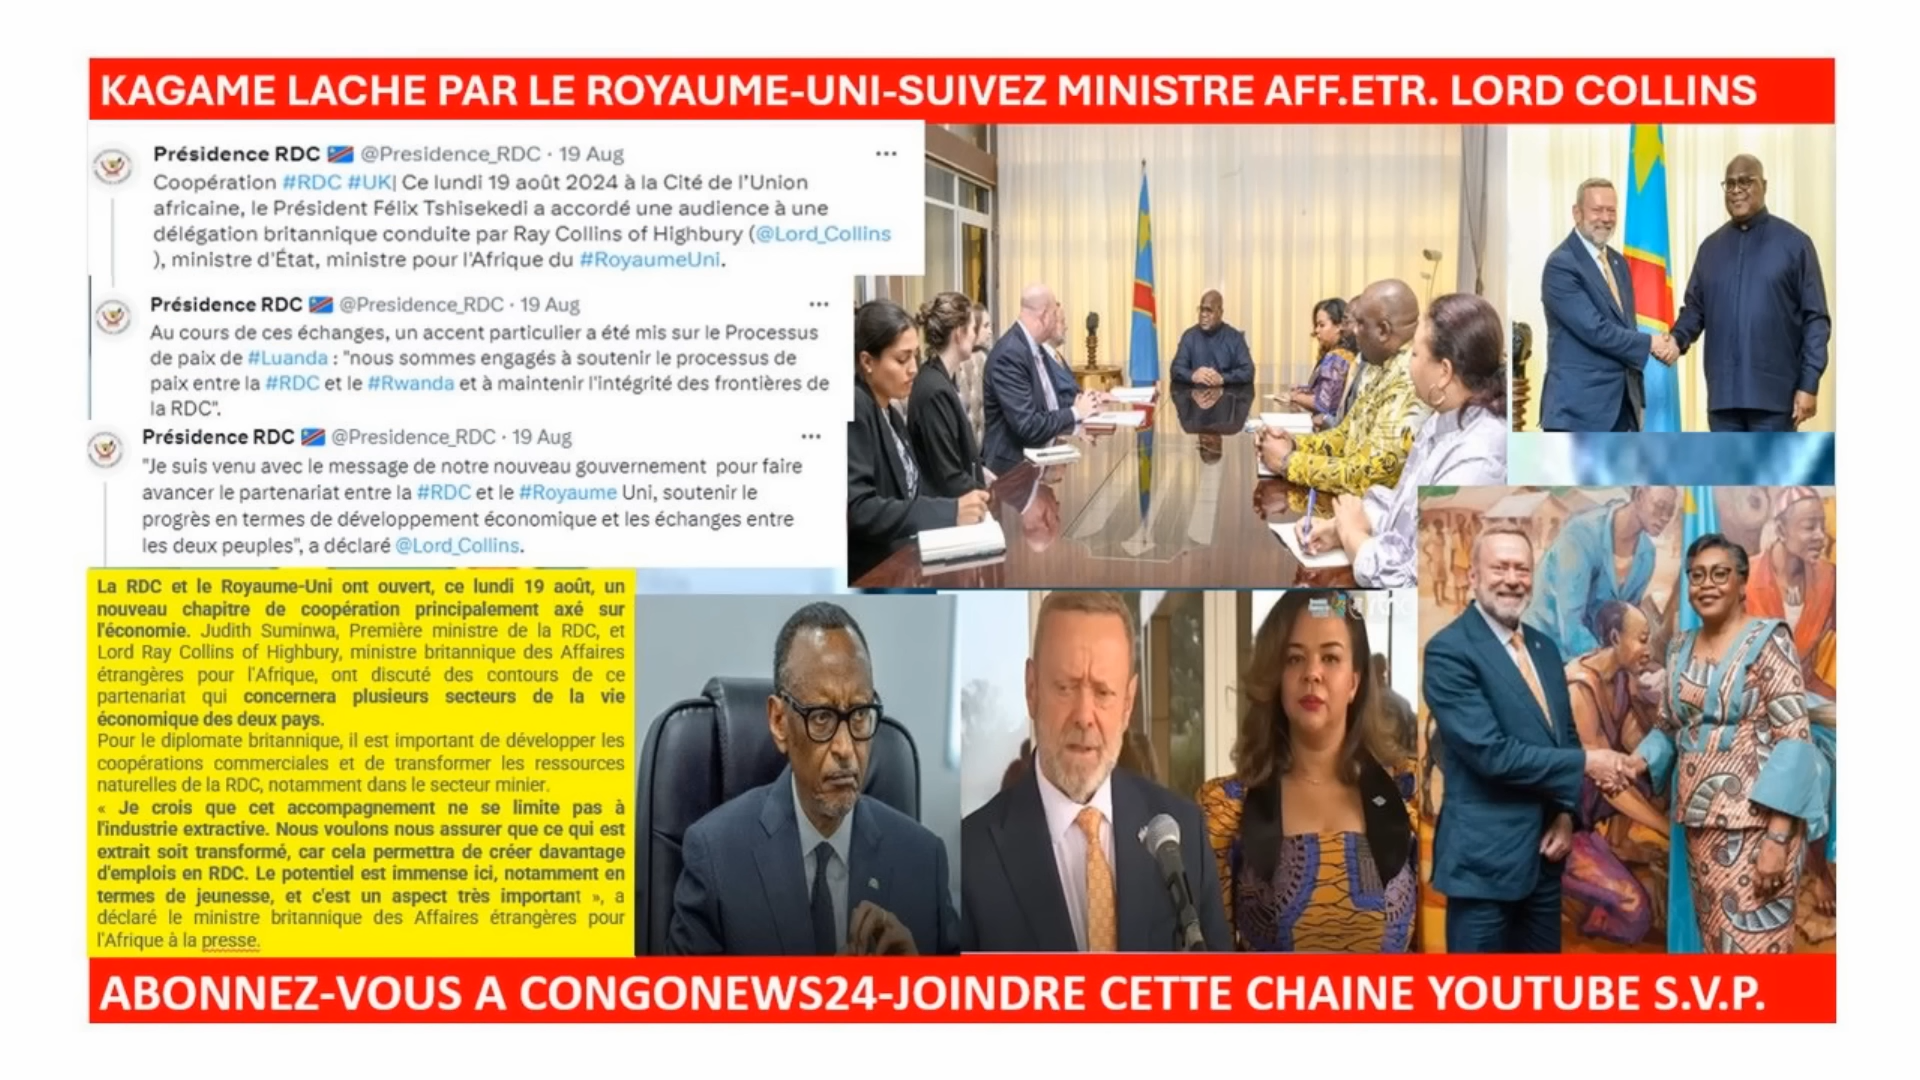 KAGAME LACHE PAR LE ROYAUME-UNI-SUIVEZ MINISTRE AFF.ETR. LORD COLLINS
Présidence RDC @Presidence_RDC · 19 Aug
Coopération #RDC #UK| Ce lundi 19 août 2024 à la Cité de l’Union
africaine, le Président Félix Tshisekedi a accordé une audience à une
délégation britannique conduite par Ray Collins of Highbury (@Lord_Collins
), ministre d'État, ministre pour l'Afrique du #RoyaumeUni.
Présidence RDC @Presidence_RDC · 19 Aug
Au cours de ces échanges, un accent particulier a été mis sur le Processus
de paix de #Luanda : "nous sommes engagés à soutenir le processus de
paix entre la #RDC et le #Rwanda et à maintenir l'intégrité des frontières de
la RDC".
Présidence RDC @Presidence_RDC · 19 Aug
"Je suis venu avec le message de notre nouveau gouvernement pour faire
avancer le partenariat entre la #RDC et le #Royaume Uni, soutenir le
progrès en termes de développement économique et les échanges entre
les deux peuples", a déclaré @Lord_Collins.
La RDC et le Royaume-Uni ont ouvert, ce lundi 19 août, un
nouveau chapitre de coopération principalement axé sur
l'économie. Judith Suminwa, Première ministre de la RDC, et
Lord Ray Collins of Highbury, ministre britannique des Affaires
étrangères pour l'Afrique, ont discuté des contours de ce
partenariat qui concernera plusieurs secteurs de la vie
économique des deux pays.
Pour le diplomate britannique, il est important de développer les
coopérations commerciales et de transformer les ressources
naturelles de la RDC, notamment dans le secteur minier.
« Je crois que cet accompagnement ne se limite pas à
l'industrie extractive. Nous voulons nous assurer que ce qui est
extrait soit transformé, car cela permettra de créer davantage
d'emplois en RDC. Le potentiel est immense ici, notamment en
termes de jeunesse, et c'est un aspect très important », a
déclaré le ministre britannique des Affaires étrangères pour
l'Afrique à la presse.
ABONNEZ-VOUS A CONGONEWS24-JOINDRE CETTE CHAINE YOUTUBE S.V.P.